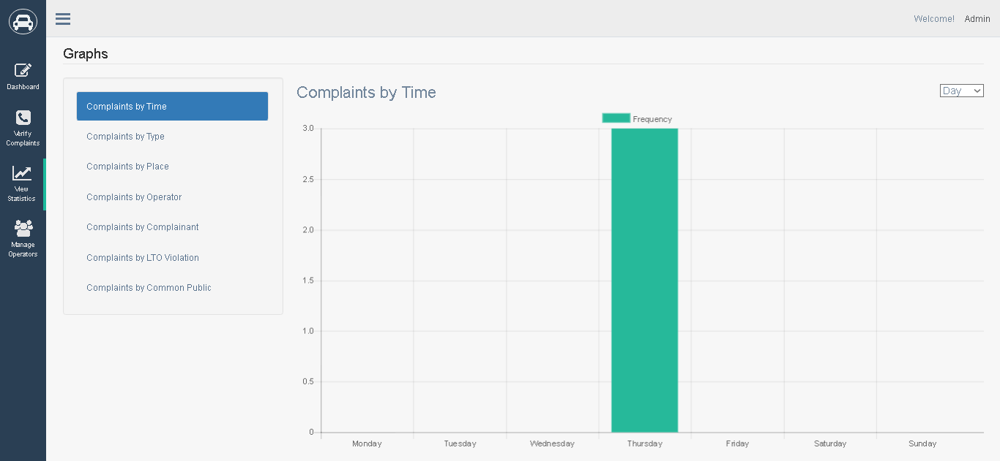 Welcome! Admin
Dashboard
Verify
Complaints
View
Statistics
Manage
Operators
Graphs
Complaints by Time
Complaints by Type
Complaints by Place
Complaints by Operator
Complaints by Complainant
Complaints by LTO Violation
Complaints by Common Public
Complaints by Time
Day
Frequency
3.0
2.5
2.0
1.5
1.0
0.5
0
Monday Tuesday Wednesday Thursday Friday Saturday Sunday